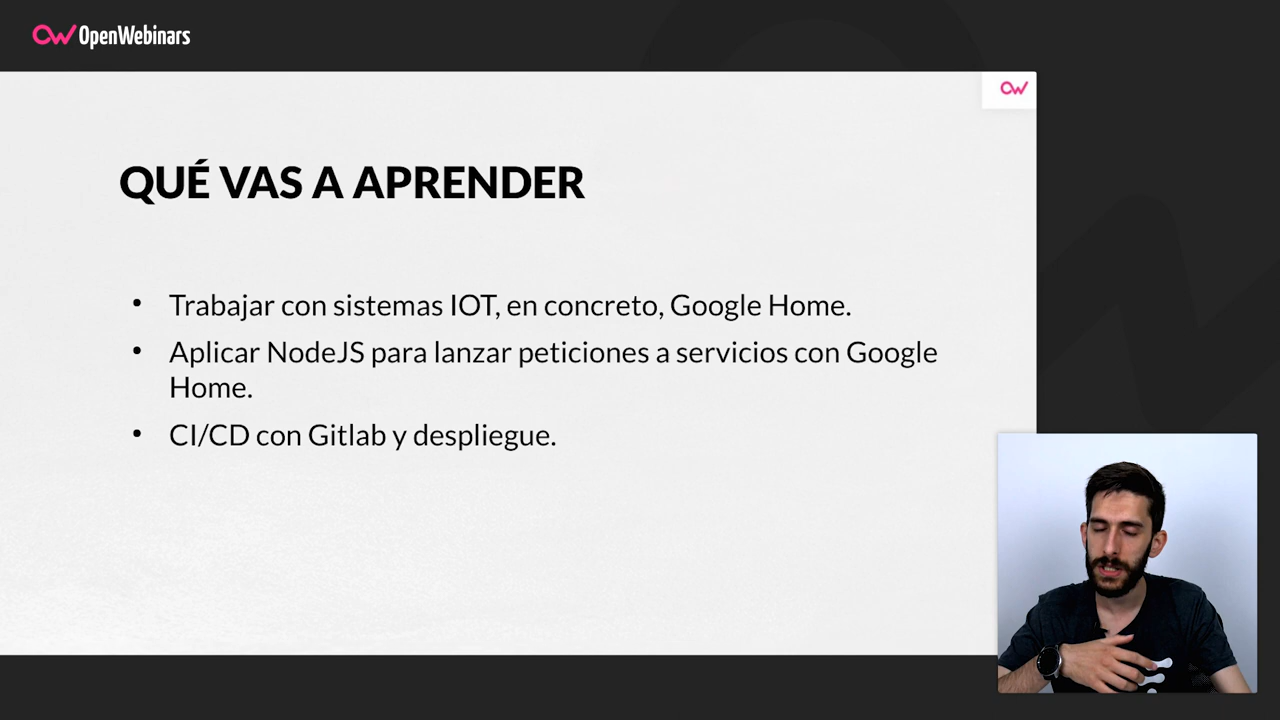 OpenWebinars
QUÉ VAS A APRENDER
• Trabajar con sistemas IOT, en concreto, Google Home.
• Aplicar NodeJS para lanzar peticiones a servicios con Google
Home.
• CI/CD con Gitlab y despliegue.